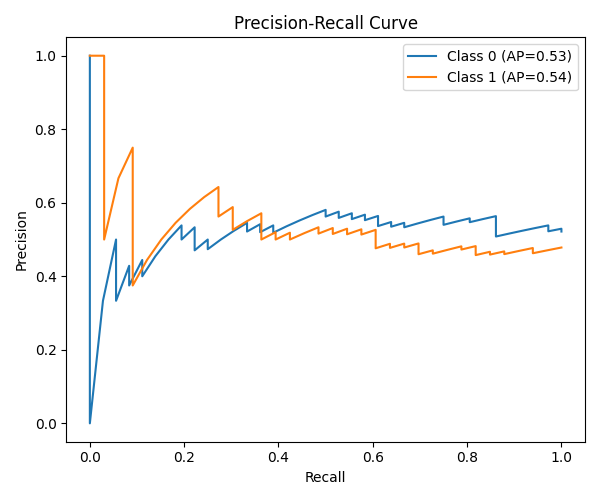 Precision-Recall Curve
Class 0 (AP=0.53)
Class 1 (AP=0.54)
Precision
1.0
0.8
0.6
0.4
0.2
0.0
0.0 0.2 0.4 0.6 0.8 1.0
Recall